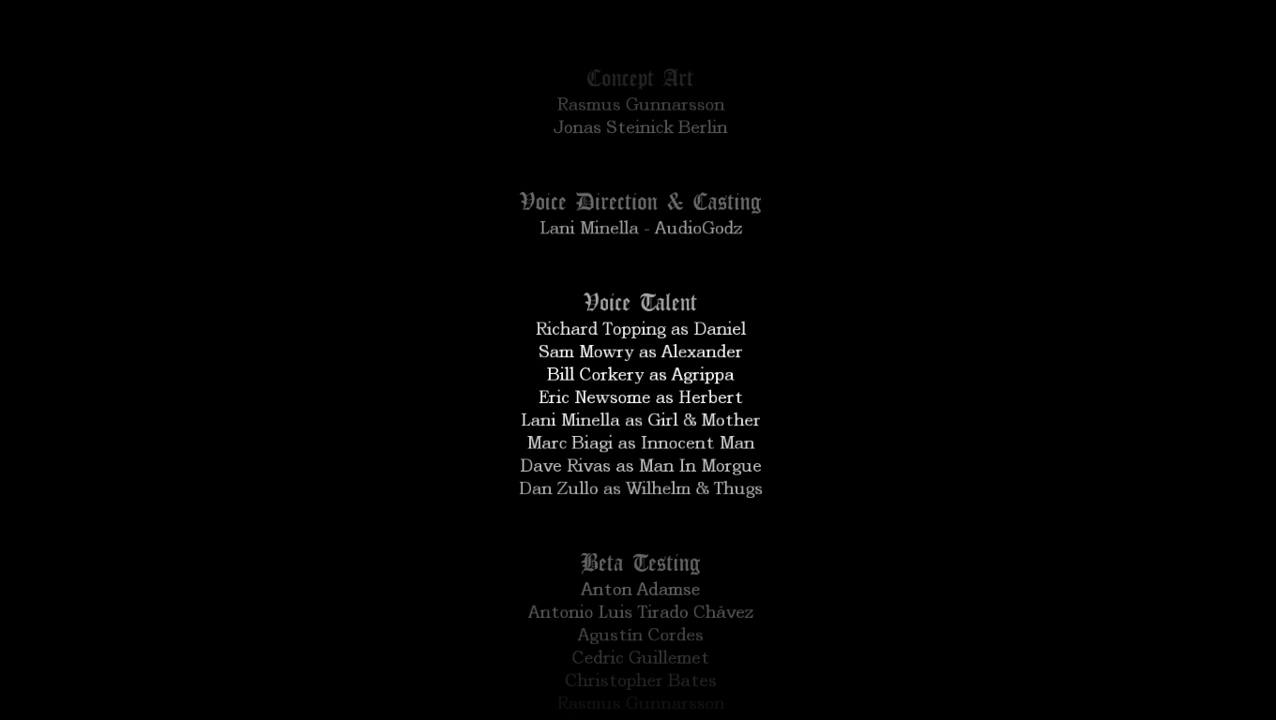 Concept Art
Rasmus Gunnarsson
Jonas Steinick Berlin
Voice Direction & Casting
Lani Minella - AudioGodz
Voice Talent
Richard Topping as Daniel
Sam Mowry as Alexander
Bill Corkery as Agrippa
Eric Newsome as Herbert
Lani Minella as Girl & Mother
Marc Biagi as Innocent Man
Dave Rivas as Man In Morgue
Dan Zullo as Wilhelm & Thugs
Beta Testing
Anton Adamse
Antonio Luis Tirado Chávez
Agustín Cordes
Cedric Guillemet
Christopher Bates
Rasmus Gunnarsson